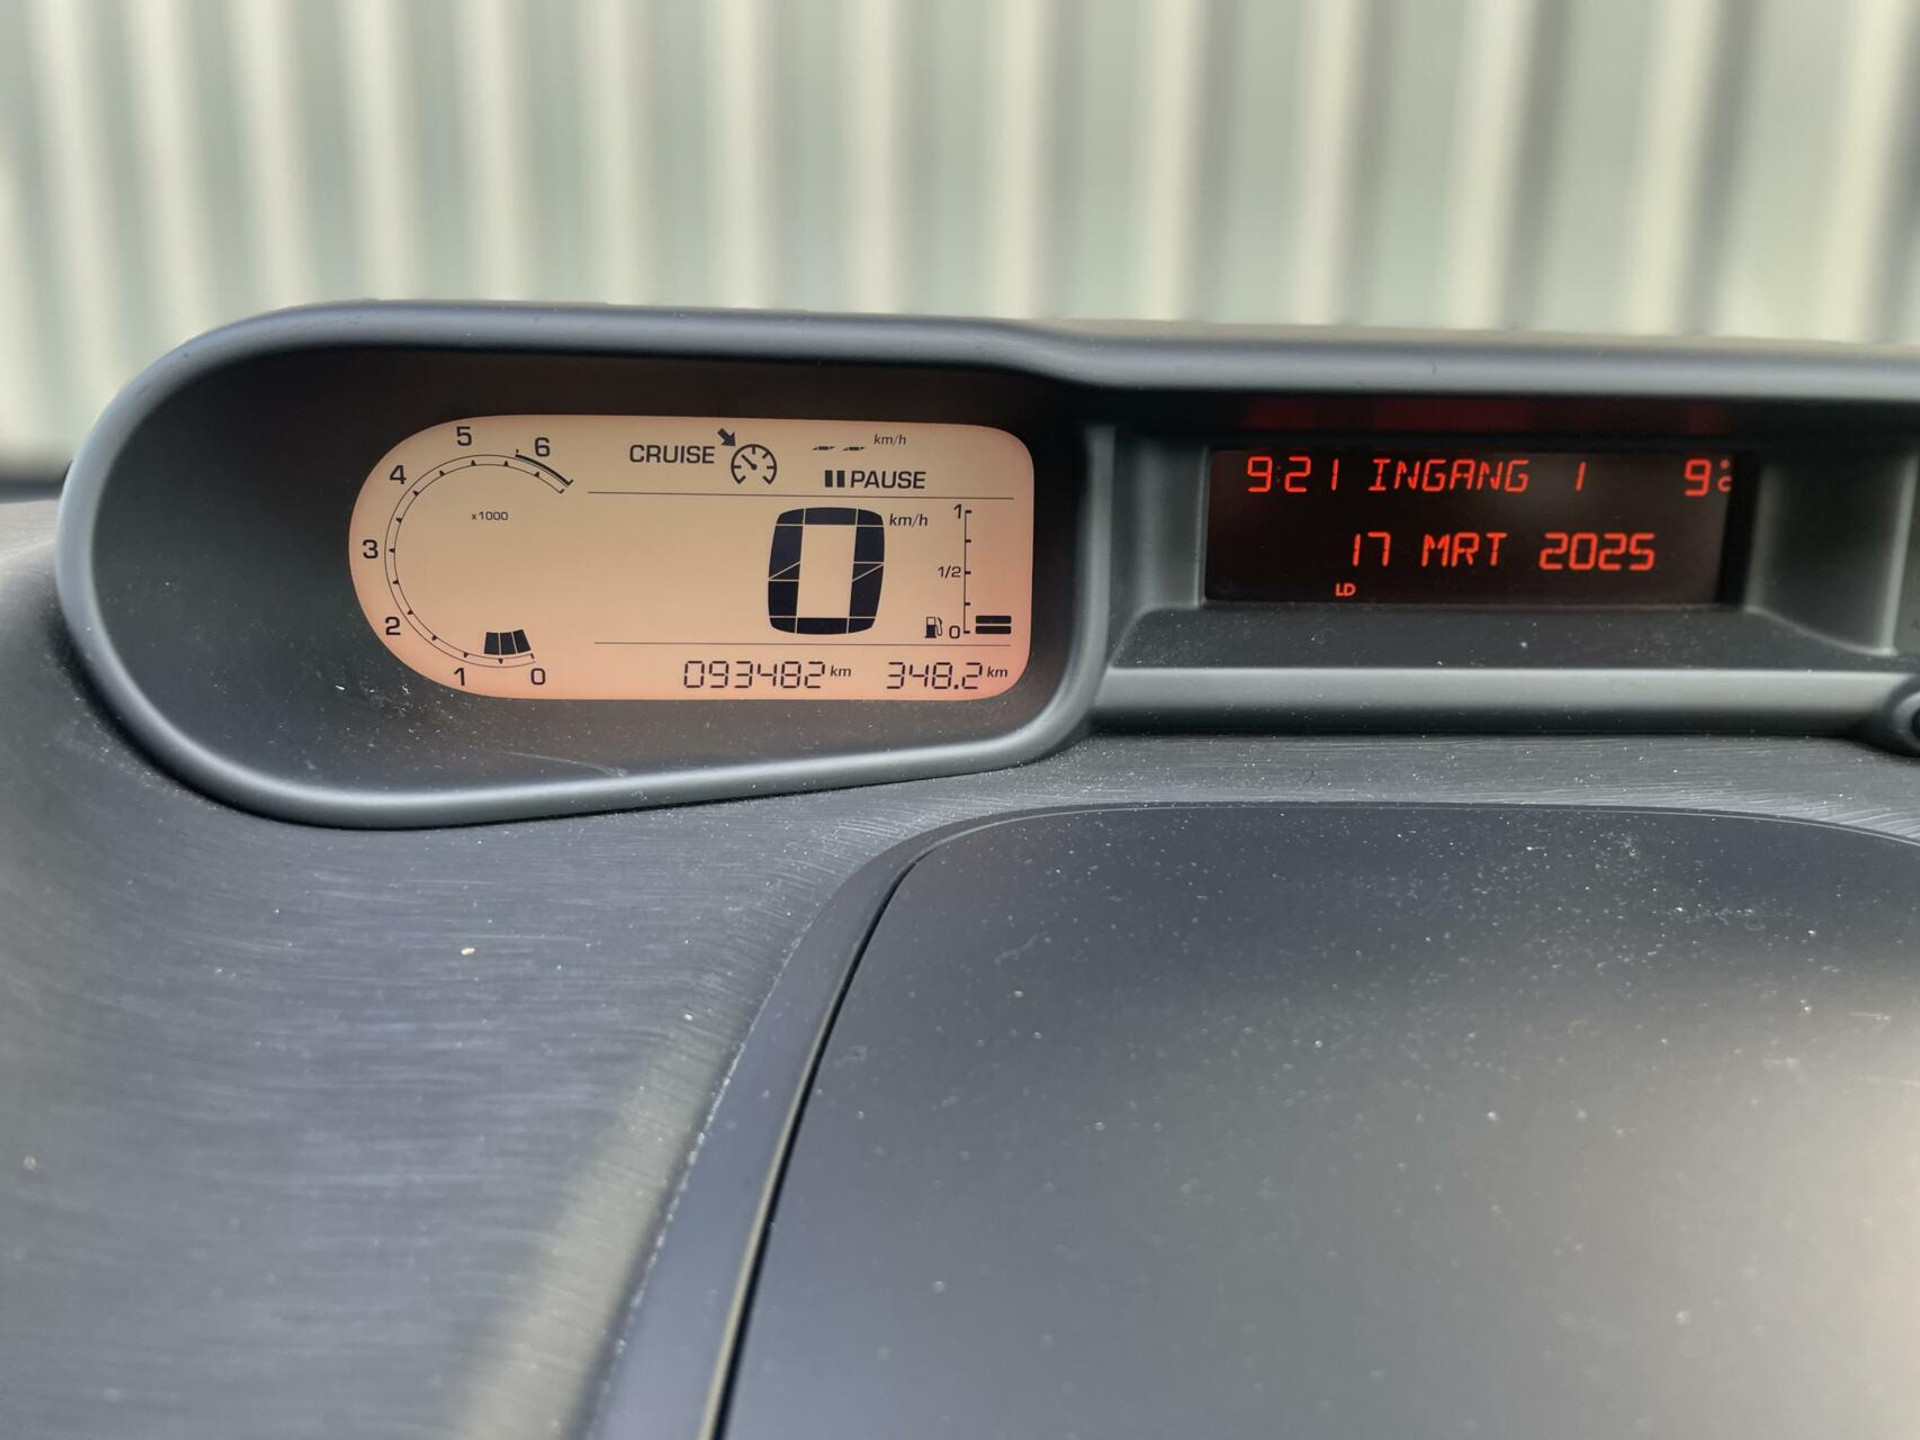 5
6
4
x1000
3
2
1
0
CRUISE
-- -- km/h
PAUSE
0 km/h
1
1/2
0
093482 km 348.2 km
9:21 INGANG 1
17 MRT 2025
LD